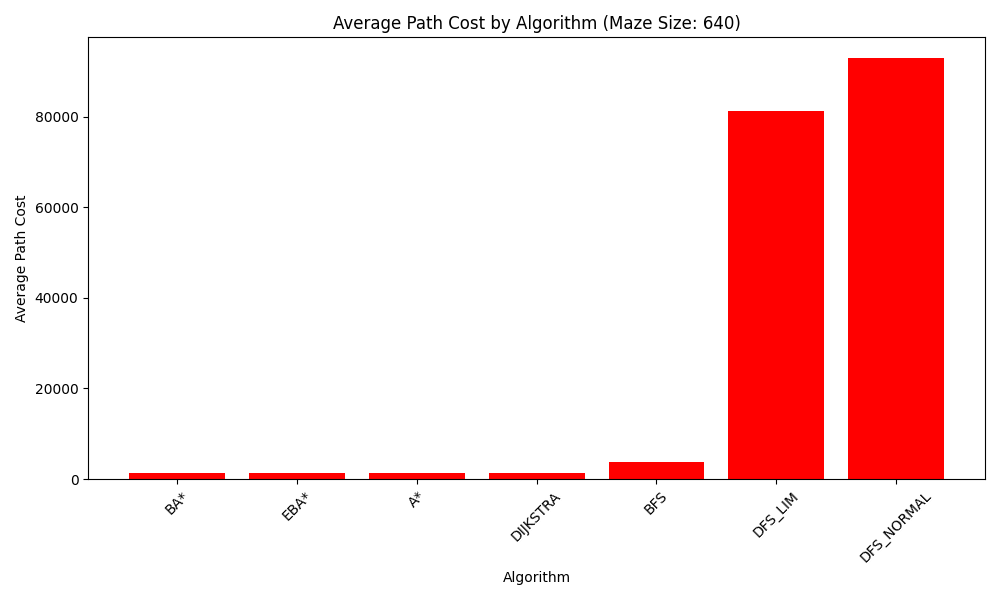 Average Path Cost by Algorithm (Maze Size: 640)
Average Path Cost
80000
60000
40000
20000
0
BA*
EBA*
A*
DIJKSTRA
BFS
DFS_LIM
DFS_NORMAL
Algorithm